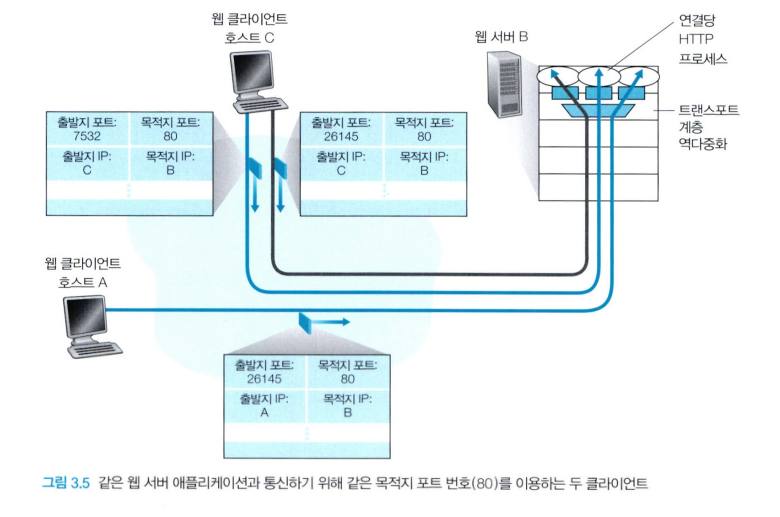 웹 클라이언트
호스트 C
웹 서버 B
연결당
HTTP
프로세스
트랜스포트
계층
역다중화
출발지 포트:
7532
목적지 포트:
80
출발지 IP:
C
목적지 IP:
B
출발지 포트:
26145
목적지 포트:
80
출발지 IP:
C
목적지 IP:
B
웹 클라이언트
호스트 A
출발지 포트:
26145
목적지 포트:
80
출발지 IP:
A
목적지 IP:
B
그림 3.5 같은 웹 서버 애플리케이션과 통신하기 위해 같은 목적지 포트 번호(80)를 이용하는 두 클라이언트